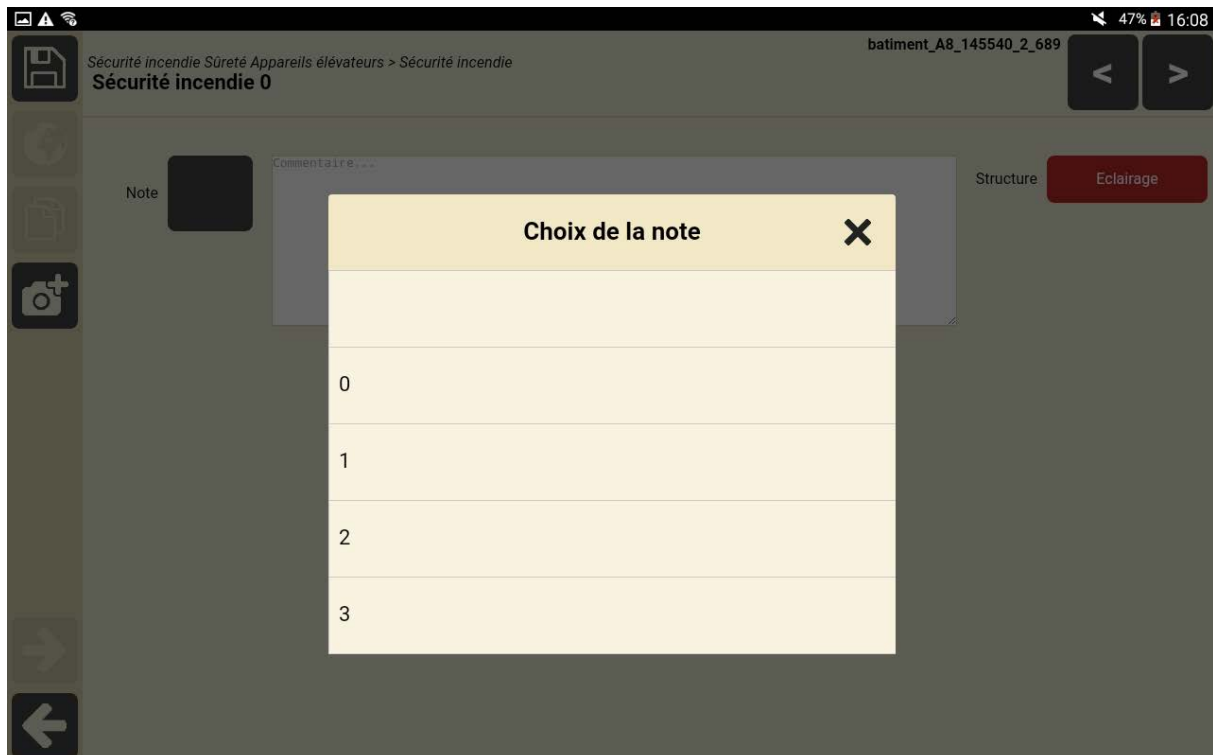 47% 16:08
Sécurité incendie Sûreté Appareils élévateurs > Sécurité incendie
batiment_A8_145540_2_689
Sécurité incendie 0
< >
Note
Commentaire...
Structure
Eclairage
Choix de la note
0
1
2
3